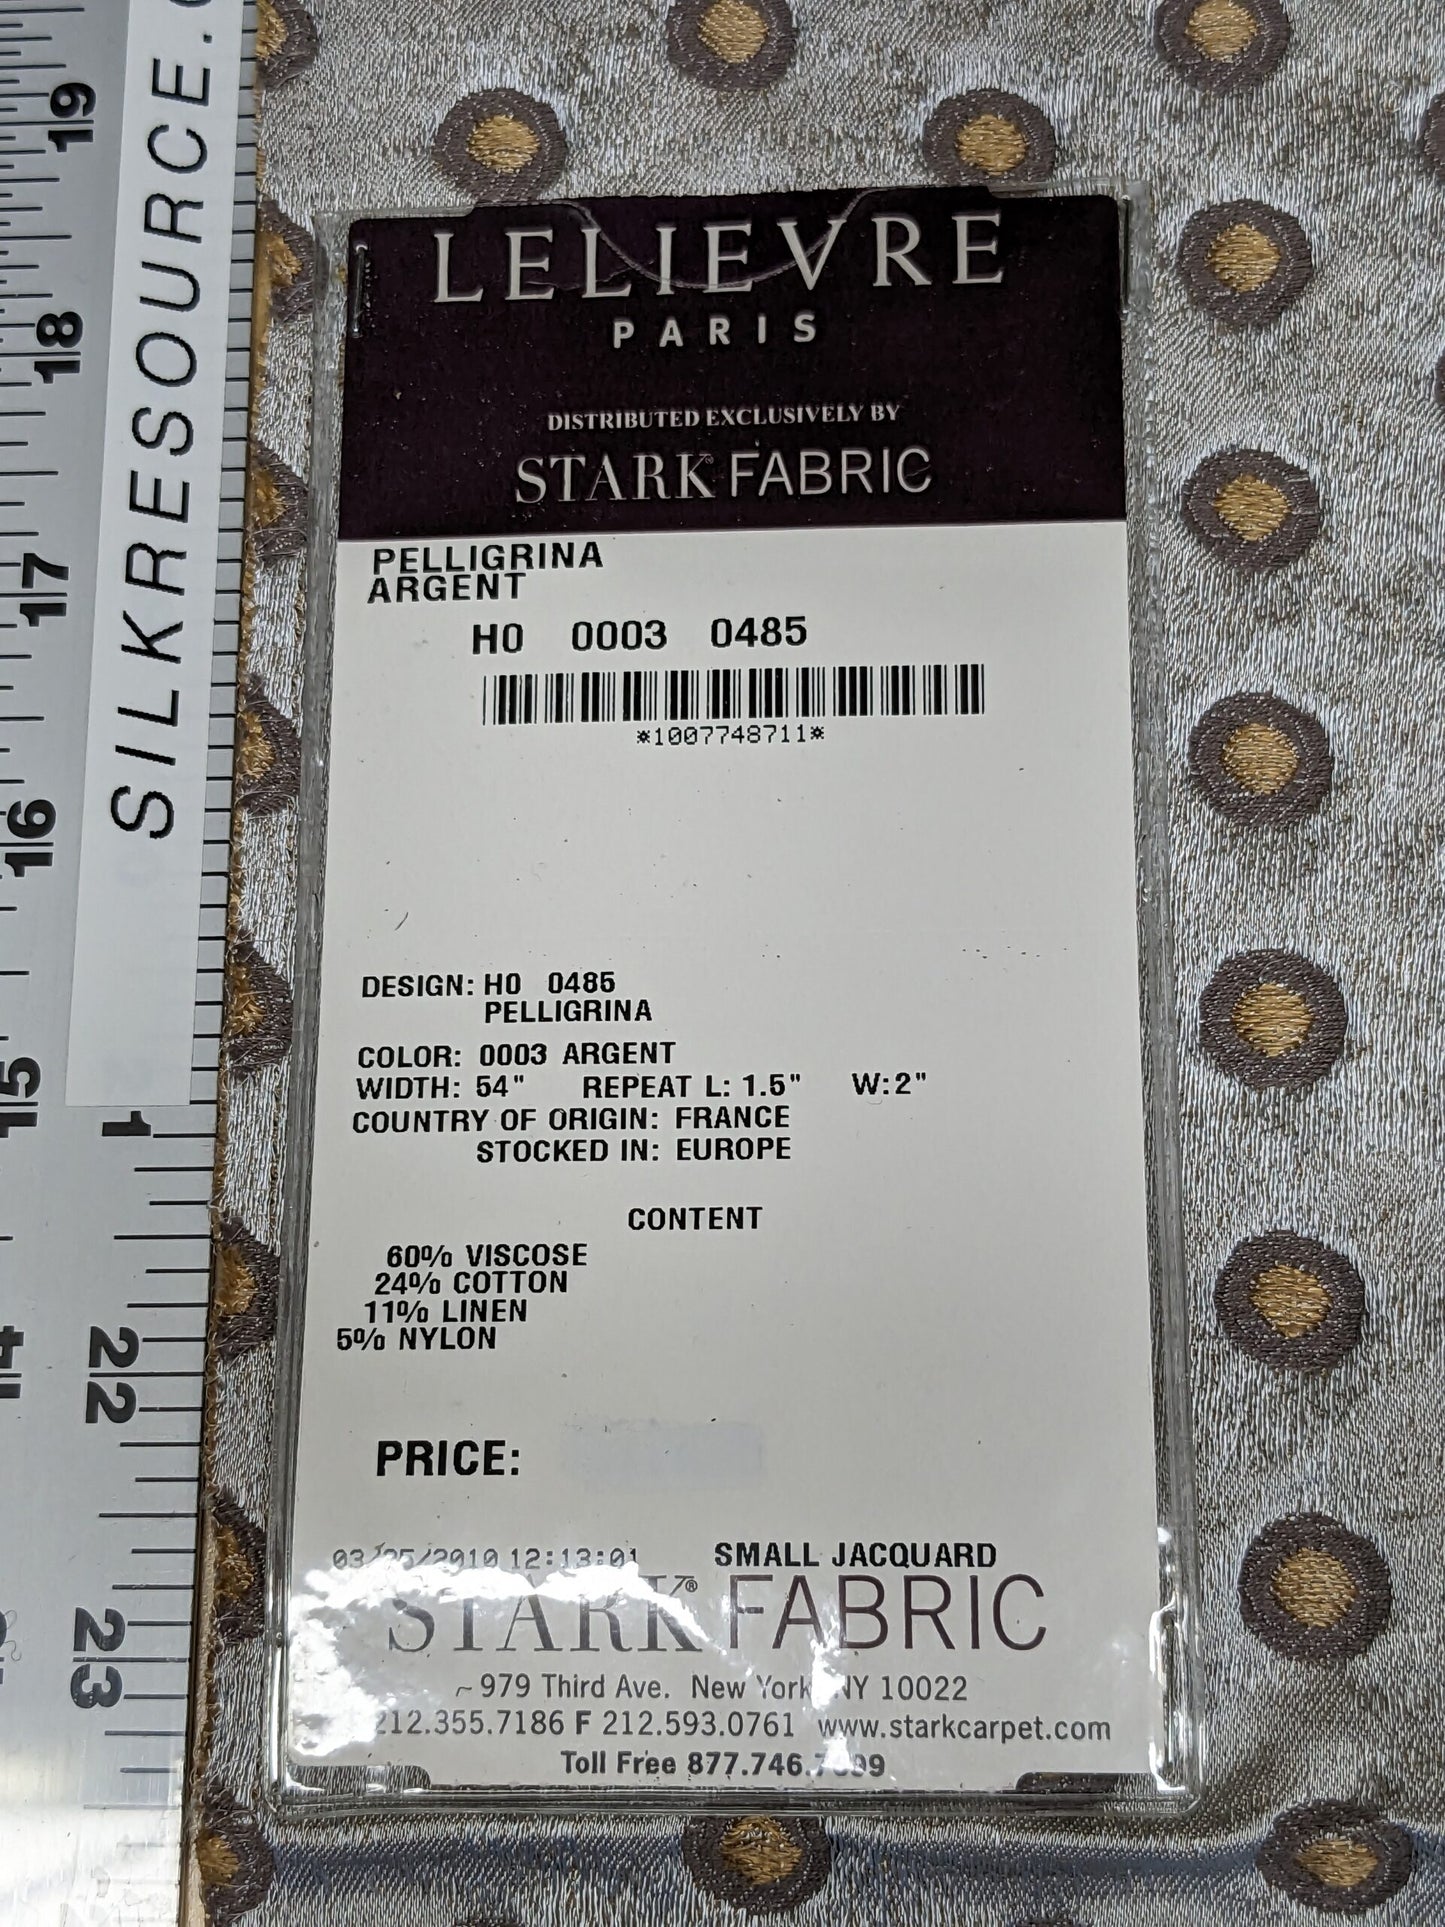 SILKRESOURCE.
19
18
17
16
15
14
1
22
23
LELIEVRE
PARIS
DISTRIBUTED EXCLUSIVELY BY
STARK FABRIC
PELLIGRINA
ARGENT
H0 0003 0485
*1007748711*
DESIGN: H0 0485
PELLIGRINA
COLOR: 0003 ARGENT
WIDTH: 54" REPEAT L: 1.5" W:2"
COUNTRY OF ORIGIN: FRANCE
STOCKED IN: EUROPE
CONTENT
60% VISCOSE
24% COTTON
11% LINEN
5% NYLON
PRICE:
12:13:01 SMALL JACQUARD
STARK® FABRIC
979 Third Ave. New York NY 10022
212.355.7186 F 212.593.0761 www.starkcarpet.com
Toll Free